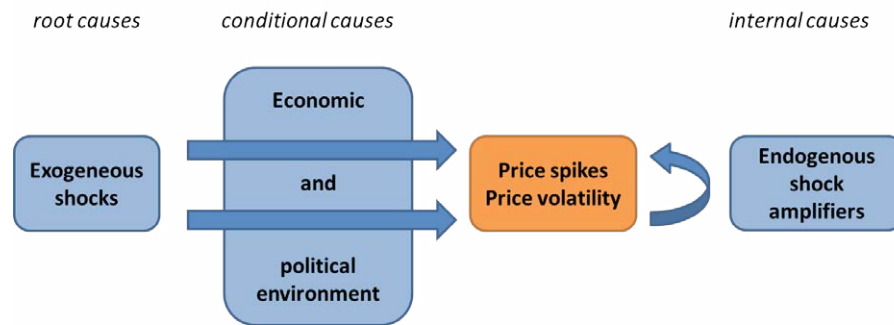 root causes
conditional causes
internal causes
Exogeneous
shocks
Economic
and
political
environment
Price spikes
Price volatility
Endogenous
shock
amplifiers